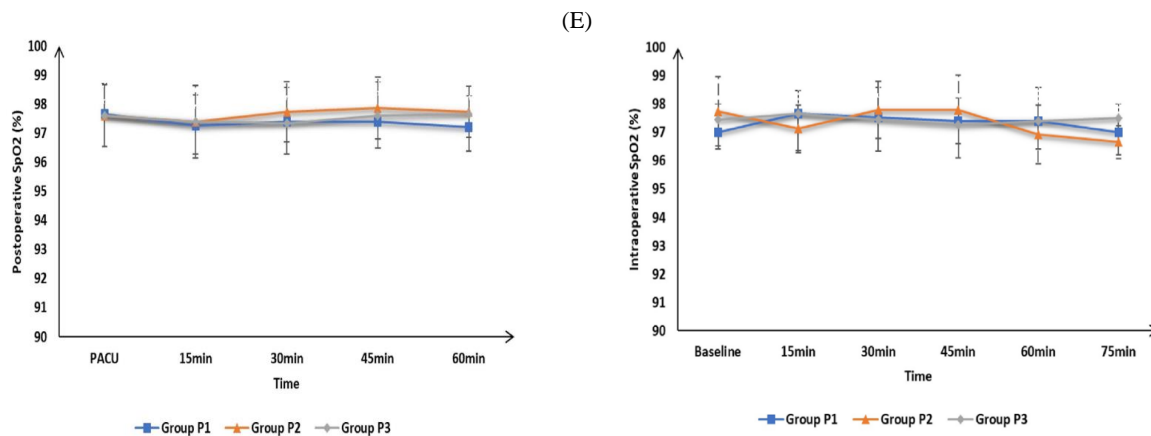 (E)
Postoperative SpO2 (%)
100
99
98
97
96
95
94
93
92
91
90
PACU 15min 30min 45min 60min
Time
Group P1 Group P2 Group P3
Intraoperative SpO2 (%)
100
99
98
97
96
95
94
93
92
91
90
Baseline 15min 30min 45min 60min 75min
Time
Group P1 Group P2 Group P3